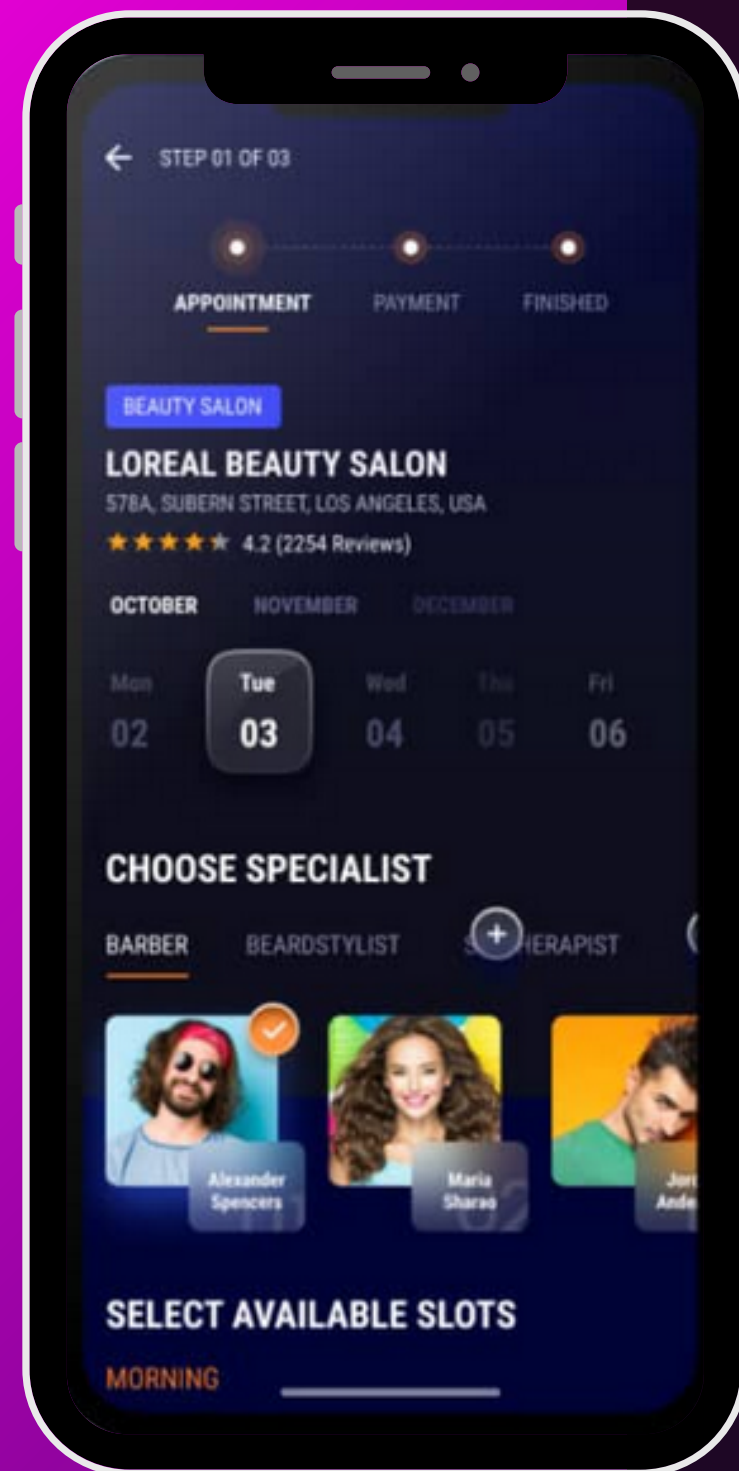 STEP 01 OF 03
APPOINTMENT PAYMENT FINISHED
BEAUTY SALON
LOREAL BEAUTY SALON
578A, SUBERN STREET, LOS ANGELES, USA
4.2 (2254 Reviews)
OCTOBER NOVEMBER DECEMBER
Mon Tue Wed Thu Fri
02 03 04 05 06
CHOOSE SPECIALIST
BARBER BEARDSTYLIST
Alexander Maria
Spencers Sharao
01 02
SELECT AVAILABLE SLOTS
MORNING